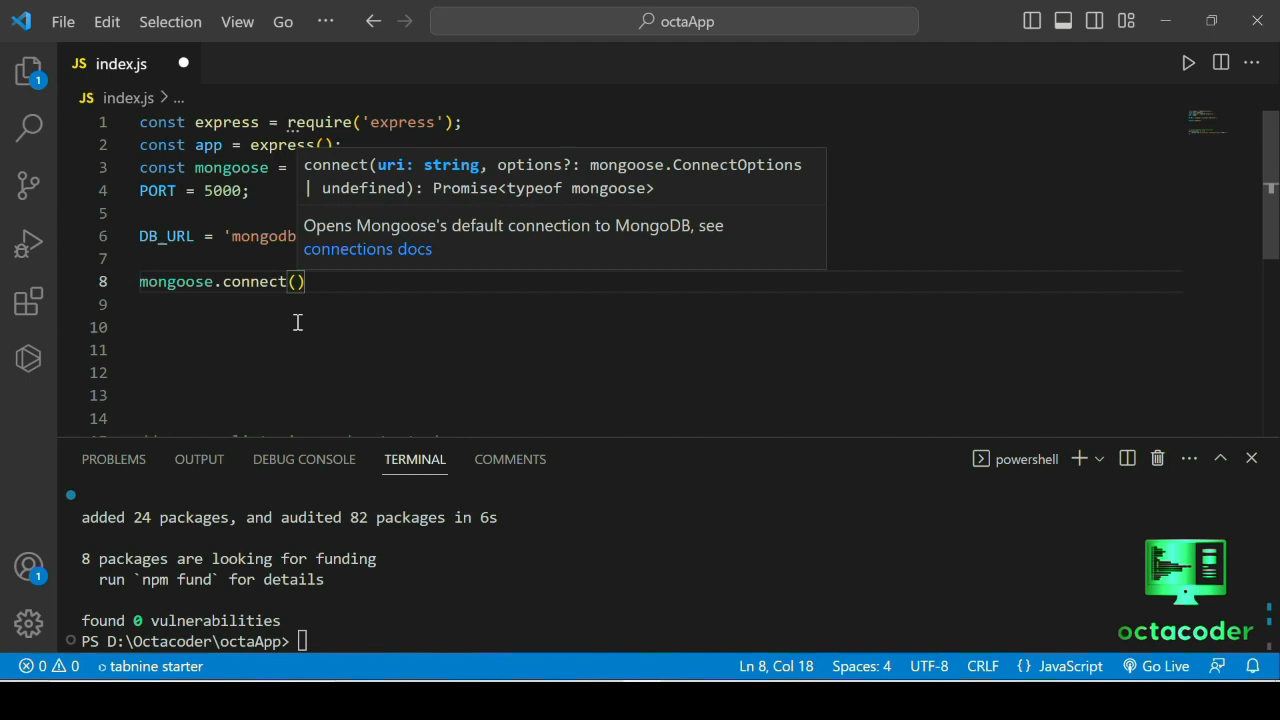 File Edit Selection View Go ··· octaApp
JS index.js
JS index.js > ...
1 const express = require('express');
2 const app = express();
3 const mongoose =
4 PORT = 5000;
5
6 DB_URL = 'mongodb
7
8 mongoose.connect()
9
10
11
12
13
14
connect(uri: string, options?: mongoose.ConnectOptions
| undefined): Promise<typeof mongoose>
Opens Mongoose's default connection to MongoDB, see
connections docs
PROBLEMS OUTPUT DEBUG CONSOLE TERMINAL COMMENTS powershell
added 24 packages, and audited 82 packages in 6s
8 packages are looking for funding
run `npm fund` for details
found 0 vulnerabilities
PS D:\Octacoder\octaApp>
octacoder
1
1
0 0 tabnine starter Ln 8, Col 18 Spaces: 4 UTF-8 CRLF {} JavaScript Go Live